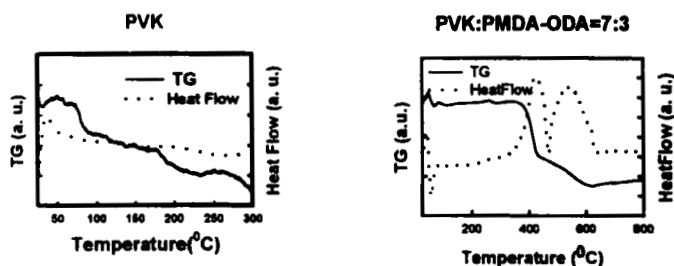 PVK
TG
Heat Flow
TG (a. u.)
Heat Flow (a. u.)
50 100 150 200 250 300
Temperature(⁰C)
PVK:PMDA-ODA=7:3
TG
HeatFlow
TG (a. u.)
HeatFlow (a. u.)
200 400 600 800
Temperature (⁰C)